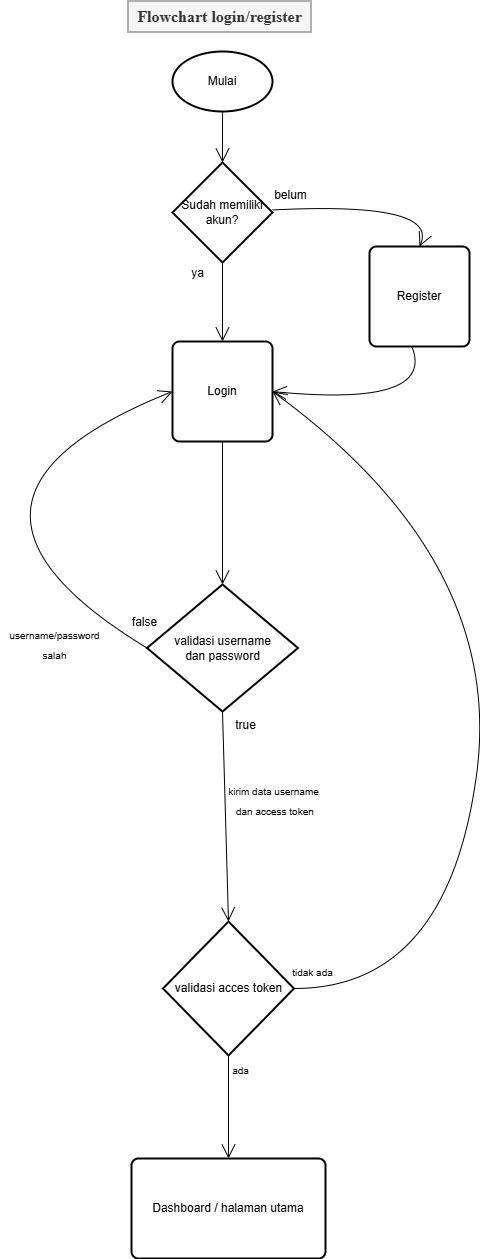 Flowchart login/register
Mulai
Sudah memiliki
akun?
belum
ya
Register
Login
false
username/password
salah
validasi username
dan password
true
kirim data username
dan access token
validasi acces token
tidak ada
ada
Dashboard / halaman utama